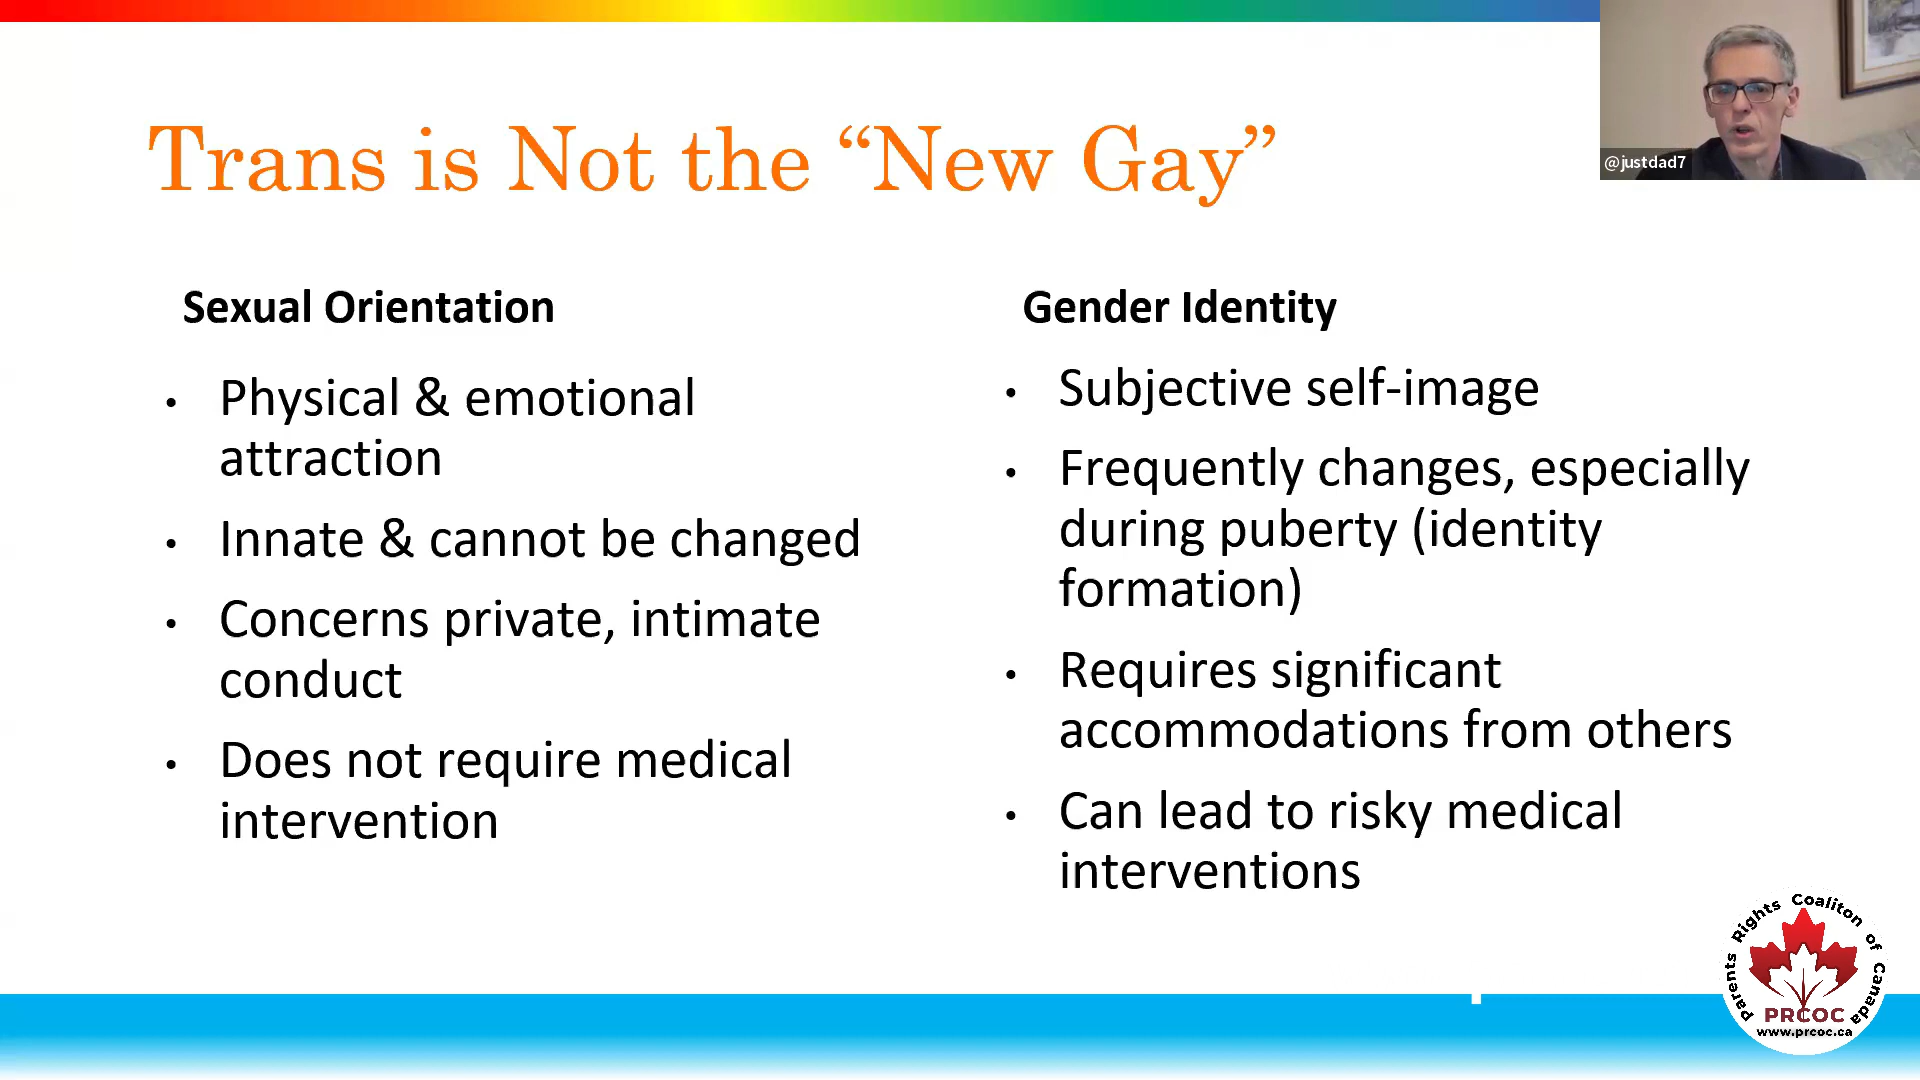 Trans is Not the “New Gay”
@justdad7
Sexual Orientation
• Physical & emotional
attraction
• Innate & cannot be changed
• Concerns private, intimate
conduct
• Does not require medical
intervention
Gender Identity
• Subjective self-image
• Frequently changes, especially
during puberty (identity
formation)
• Requires significant
accommodations from others
• Can lead to risky medical
interventions
Parents Rights Coaliton of Canada
PRCOC
www.prcoc.ca